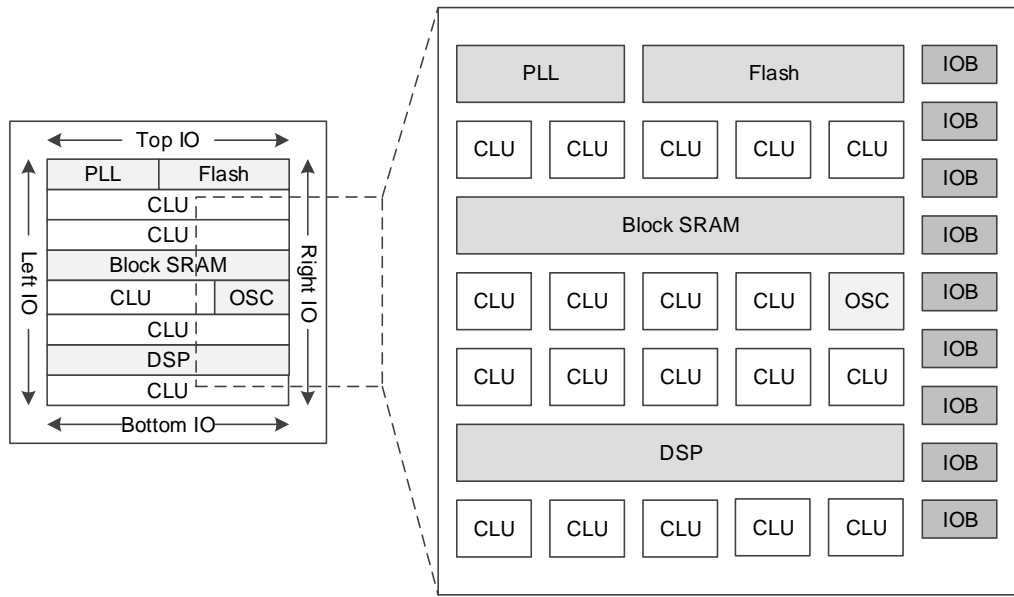 Top IO
PLL Flash
CLU
CLU
Block SRAM
CLU OSC
CLU
DSP
CLU
Bottom IO
Left IO
Right IO
PLL Flash IOB
IOB
CLU CLU CLU CLU CLU
IOB
Block SRAM IOB
CLU CLU CLU CLU OSC IOB
IOB
CLU CLU CLU CLU CLU
IOB
DSP IOB
CLU CLU CLU CLU CLU IOB